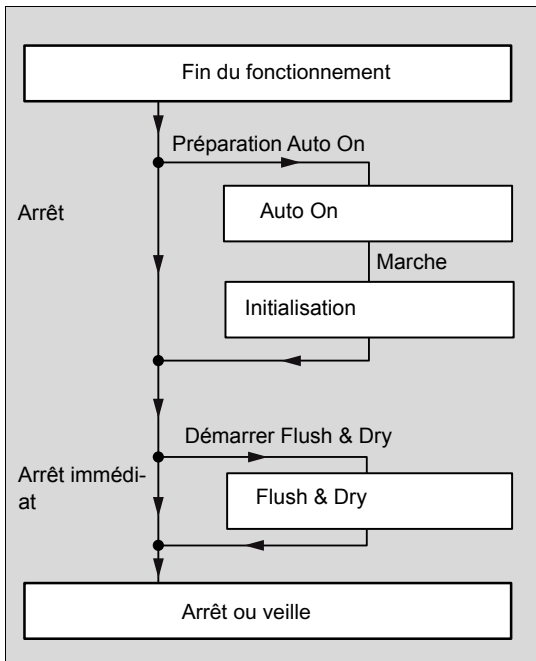 Fin du fonctionnement
Préparation Auto On
Arrêt
Auto On
Marche
Initialisation
Démarrer Flush & Dry
Arrêt immédi-
at
Flush & Dry
Arrêt ou veille